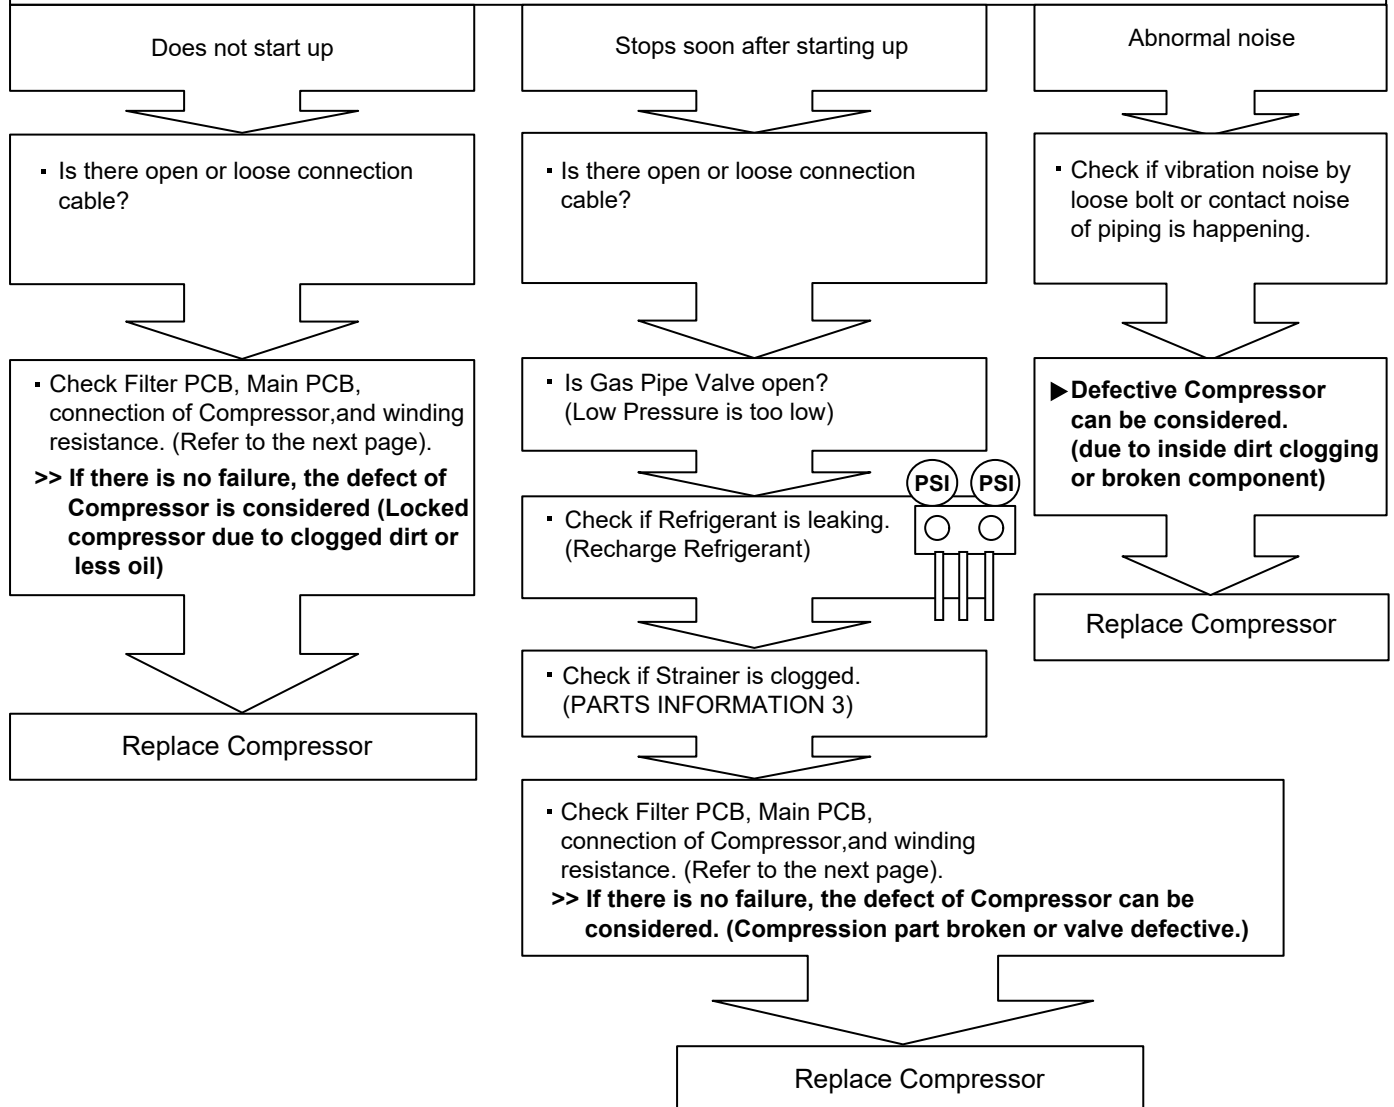 Does not start up
▪ Is there open or loose connection
cable?
▪ Check Filter PCB, Main PCB,
connection of Compressor,and winding
resistance. (Refer to the next page).
>> If there is no failure, the defect of
Compressor is considered (Locked
compressor due to clogged dirt or
less oil)
Replace Compressor
Stops soon after starting up
▪ Is there open or loose connection
cable?
▪ Is Gas Pipe Valve open?
(Low Pressure is too low)
▪ Check if Refrigerant is leaking.
(Recharge Refrigerant)
PSI PSI
▪ Check if Strainer is clogged.
(PARTS INFORMATION 3)
▪ Check Filter PCB, Main PCB,
connection of Compressor,and winding
resistance. (Refer to the next page).
>> If there is no failure, the defect of Compressor can be
considered. (Compression part broken or valve defective.)
Replace Compressor
Abnormal noise
▪ Check if vibration noise by
loose bolt or contact noise
of piping is happening.
▶Defective Compressor
can be considered.
(due to inside dirt clogging
or broken component)
Replace Compressor